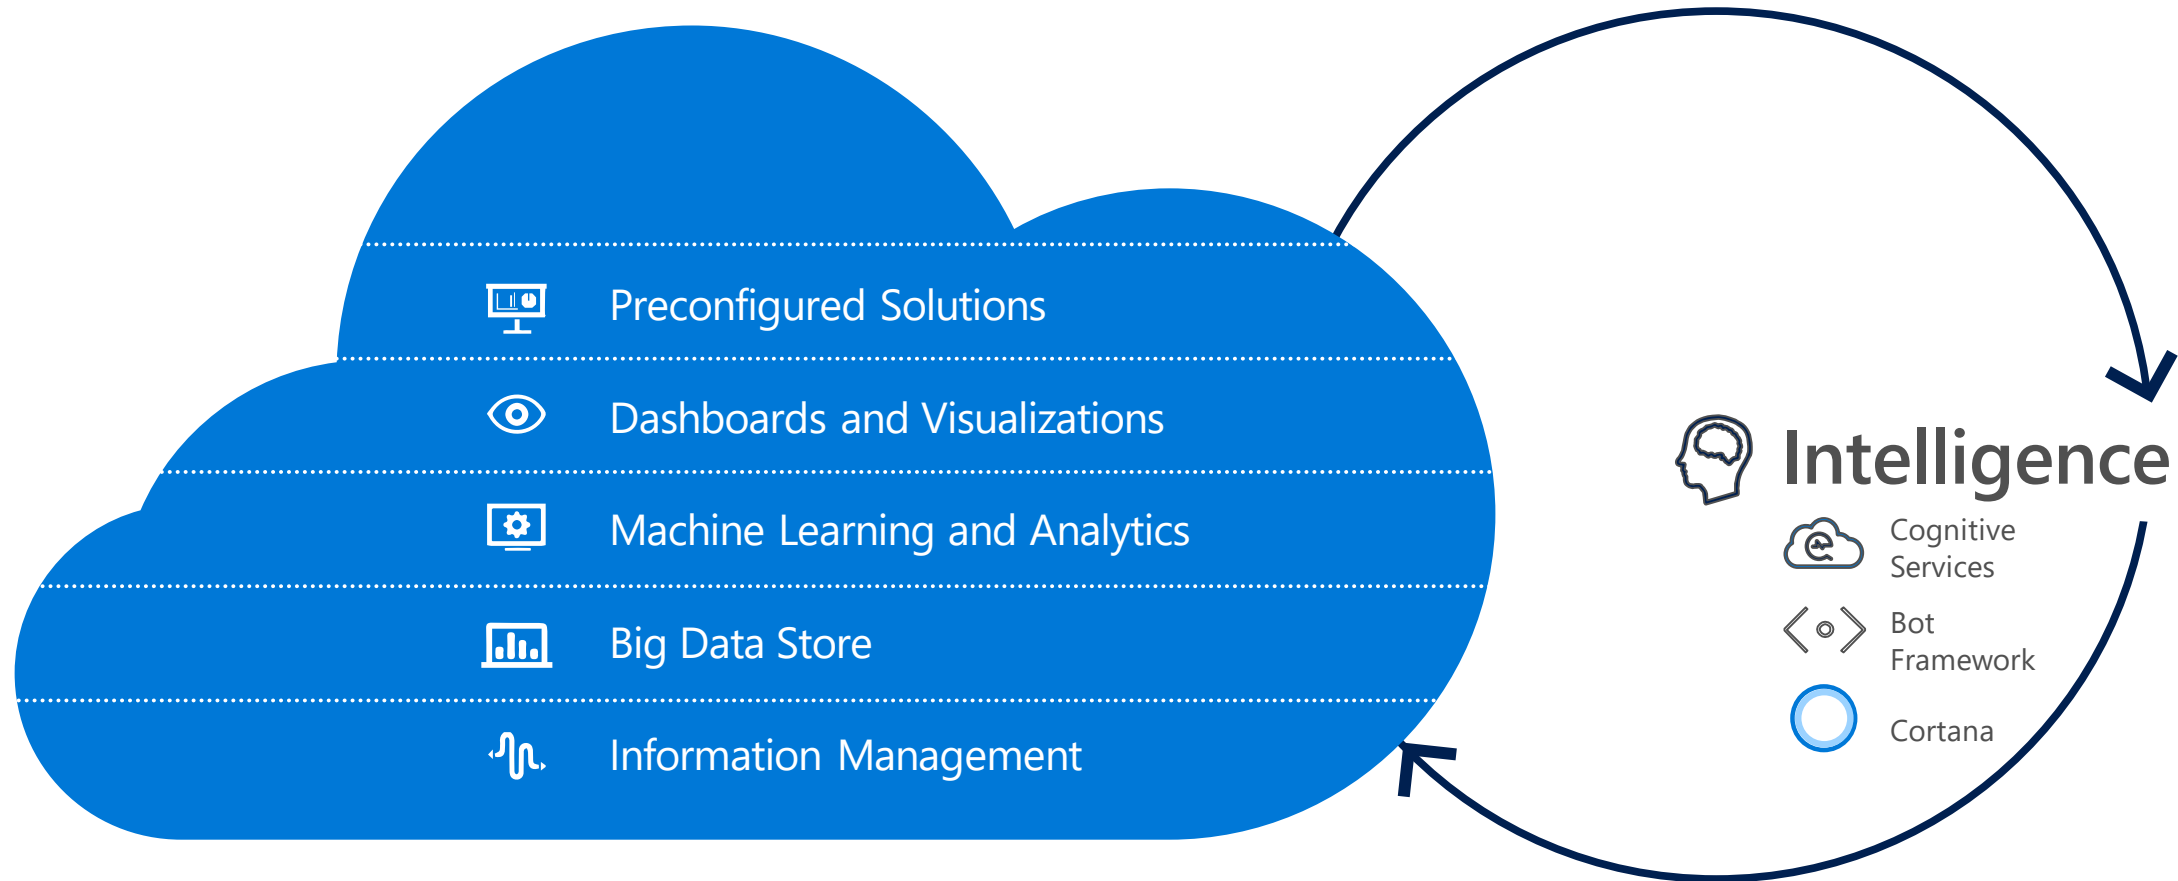 Preconfigured Solutions
Dashboards and Visualizations
Machine Learning and Analytics
Big Data Store
Information Management
Intelligence
Cognitive
Services
Bot
Framework
Cortana